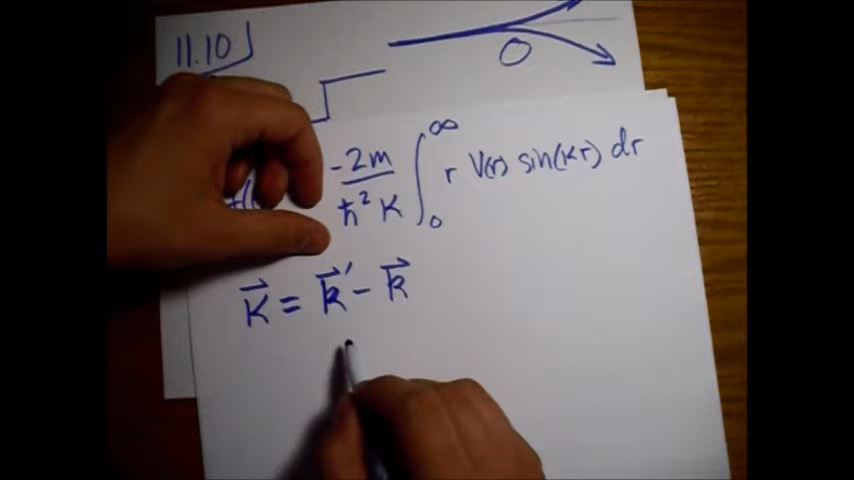 11.10
-2m / ħ² K ∫₀^∞ r V(r) sin(Kr) dr
K⃗ = k⃗' - k⃗